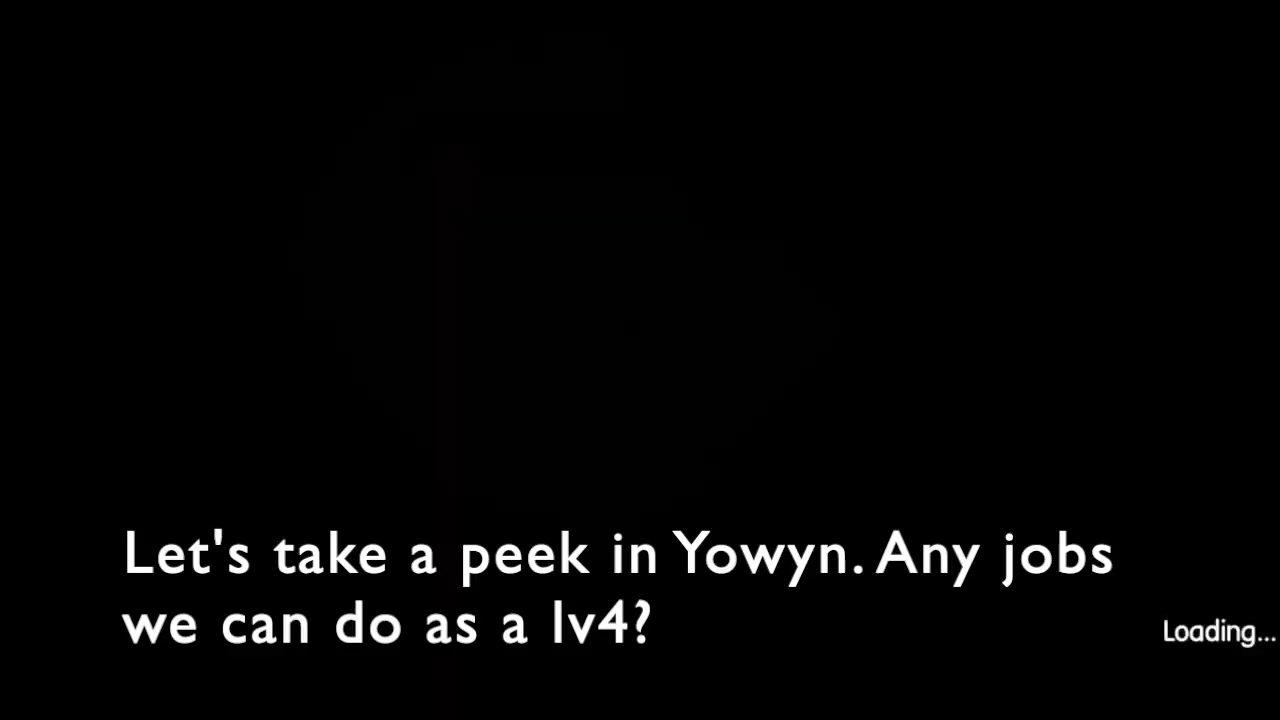 Let's take a peek in Yowyn. Any jobs
we can do as a lv4?
Loading...